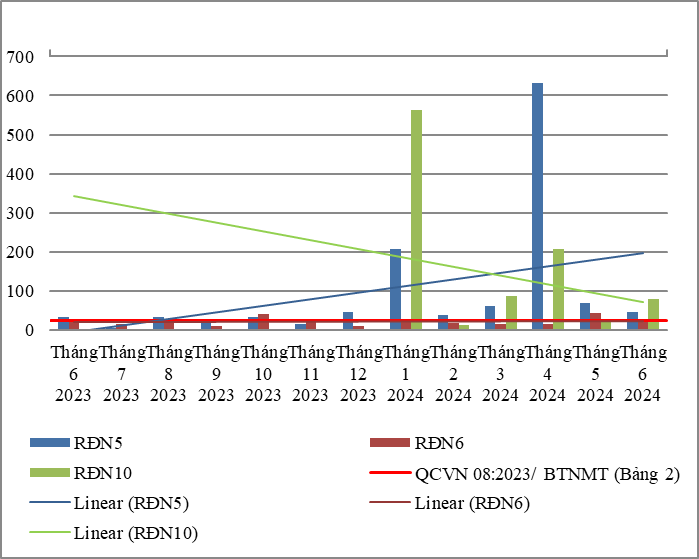 700
600
500
400
300
200
100
0
Tháng 6 2023
Tháng 7 2023
Tháng 8 2023
Tháng 9 2023
Tháng 10 2023
Tháng 11 2023
Tháng 12 2023
Tháng 1 2024
Tháng 2 2024
Tháng 3 2024
Tháng 4 2024
Tháng 5 2024
Tháng 6 2024
RĐN5
RĐN6
RĐN10
QCVN 08:2023/ BTNMT (Bảng 2)
Linear (RĐN5)
Linear (RĐN6)
Linear (RĐN10)